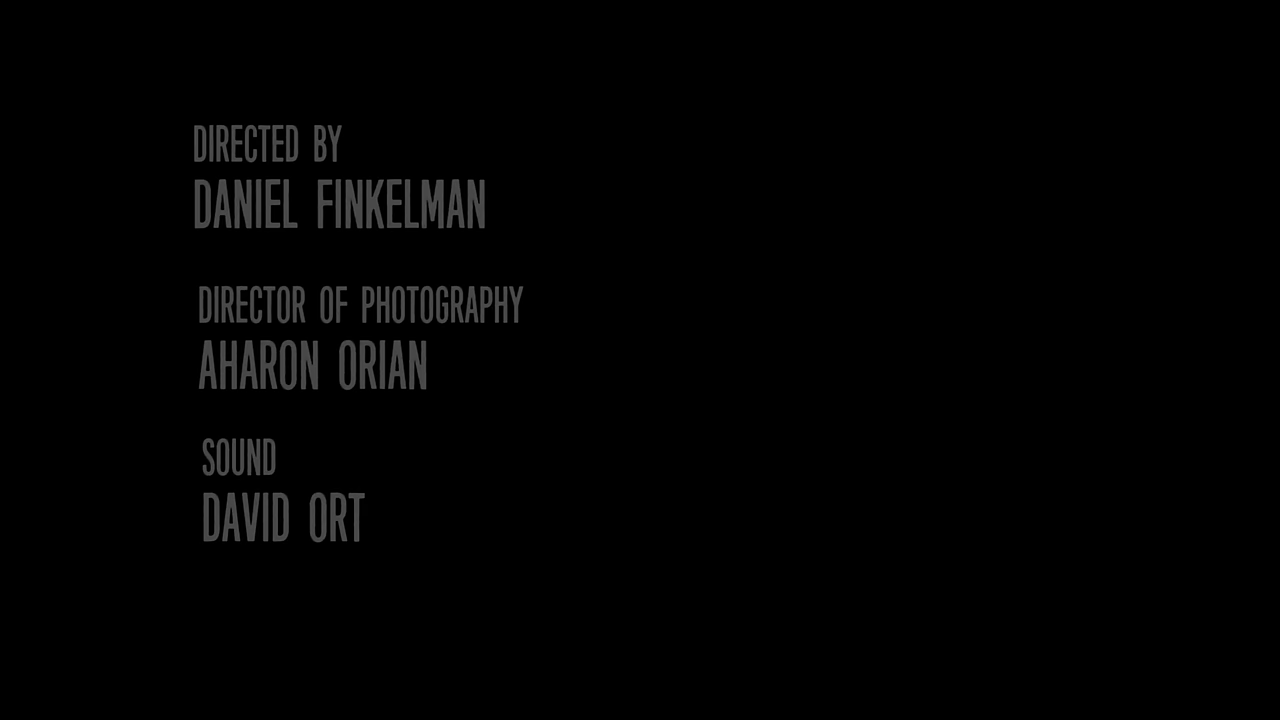 DIRECTED BY
DANIEL FINKELMAN
DIRECTOR OF PHOTOGRAPHY
AHARON ORIAN
SOUND
DAVID ORT